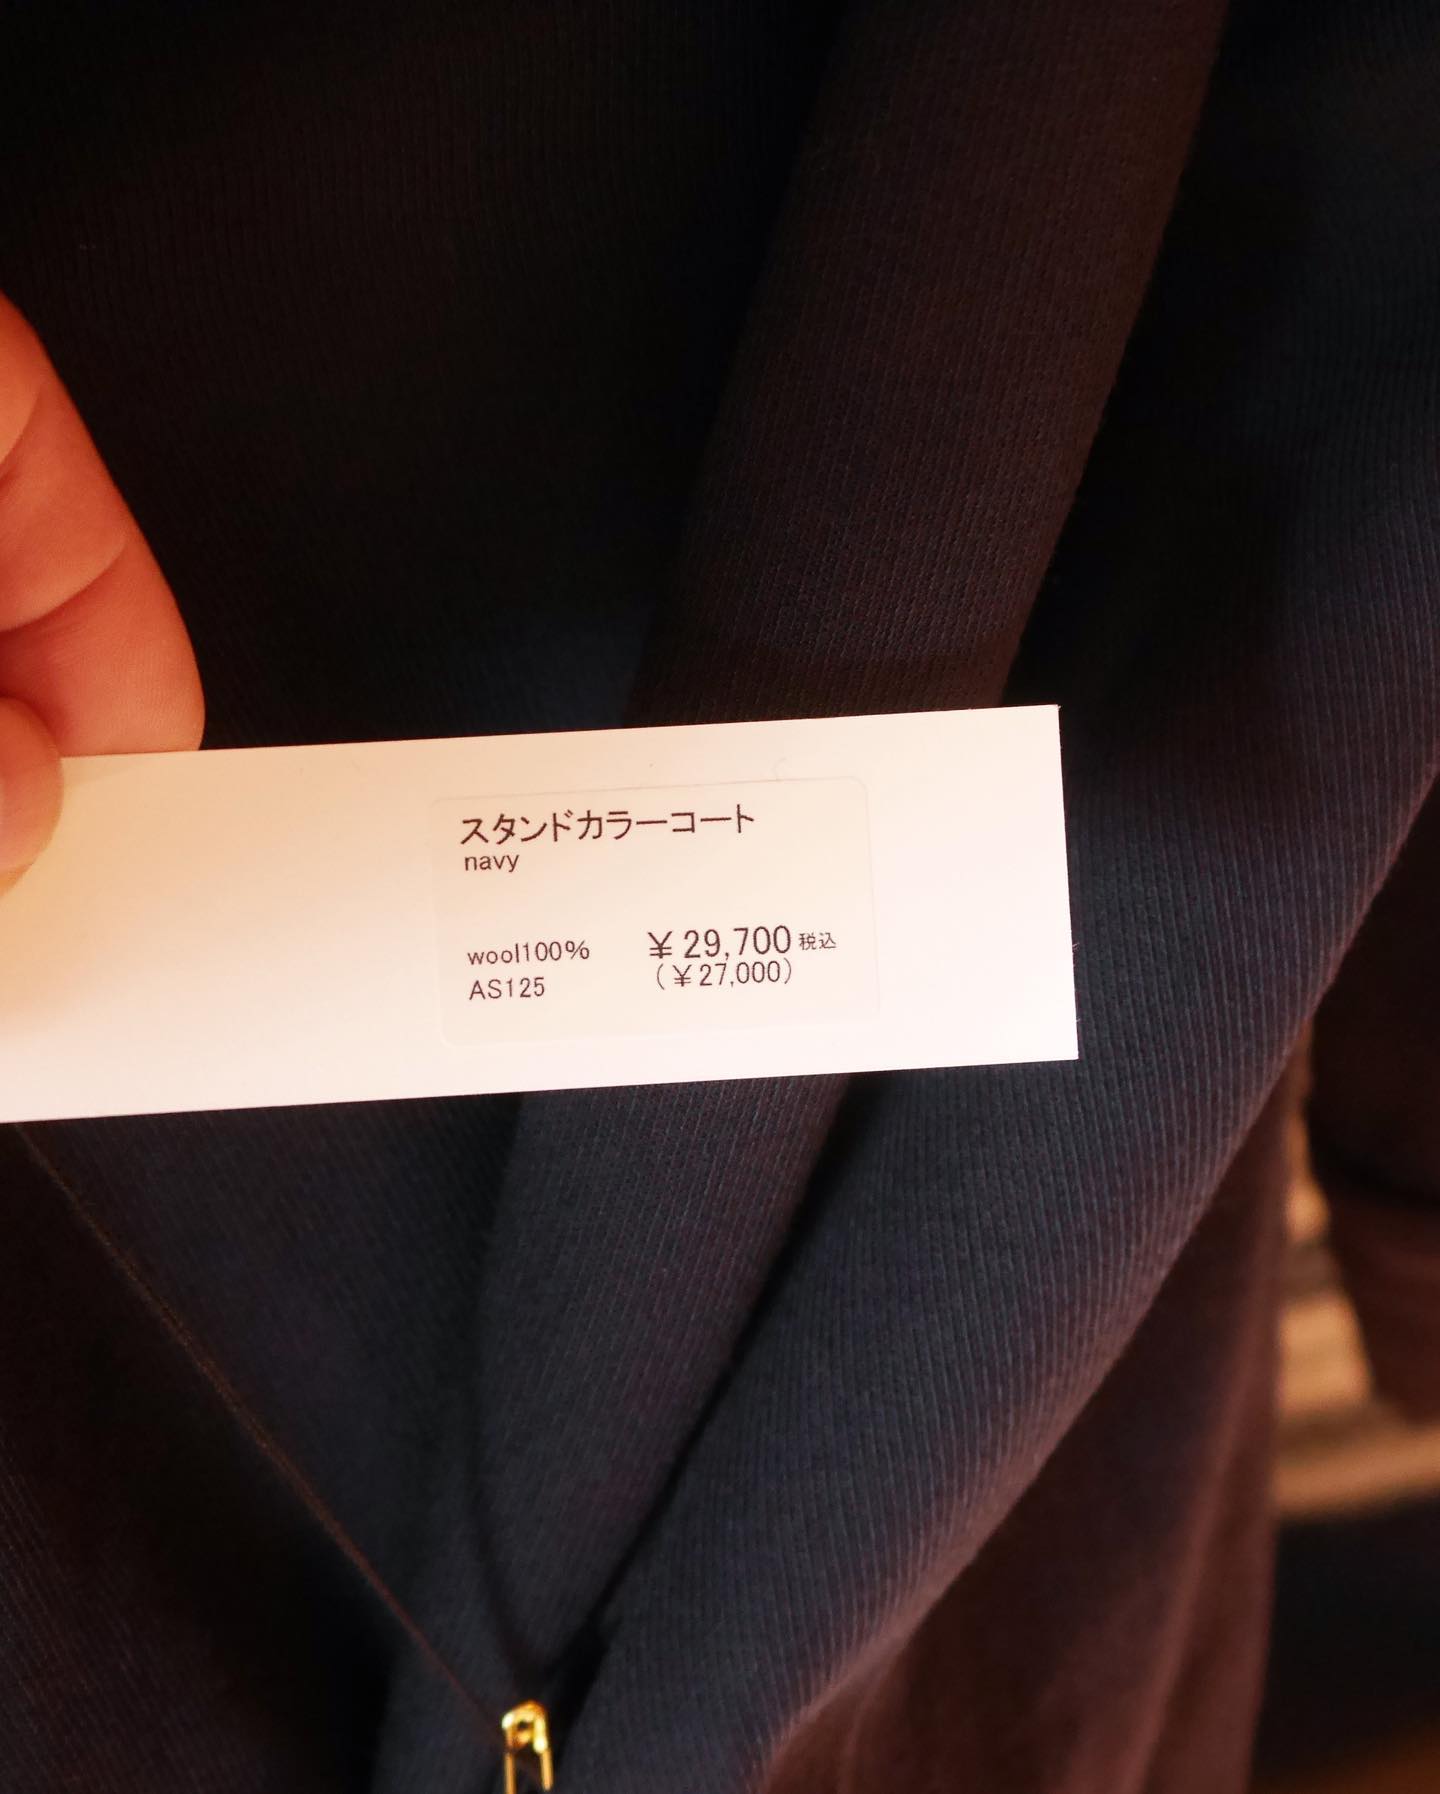 スタンドカラーコート
navy
wool100% ￥29,700 税込
AS125 (￥27,000)